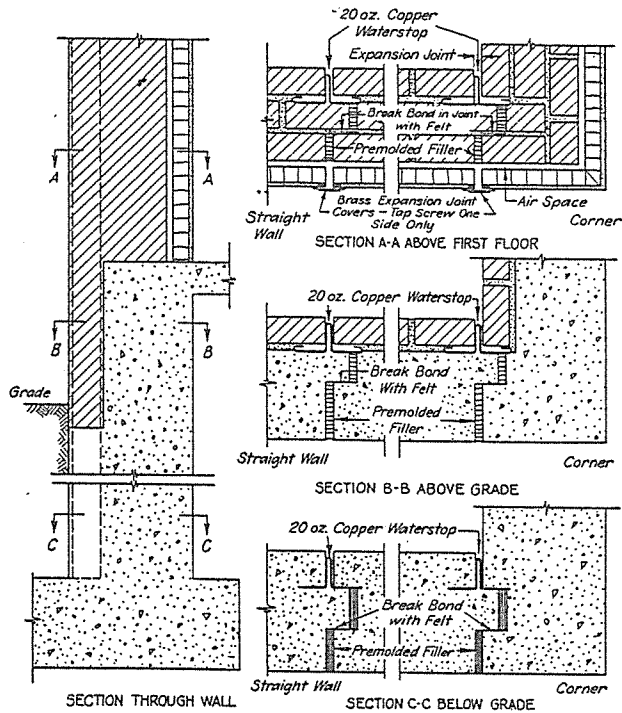 A
A
B
B
Grade
C
C
SECTION THROUGH WALL
20 oz. Copper
Waterstop
Expansion Joint
Break Bond in Joint
with Felt
Premolded Filler
Air Space
Brass Expansion Joint
Covers - Tap Screw One
Side Only
Straight
Wall
Corner
SECTION A-A ABOVE FIRST FLOOR
20 oz. Copper Waterstop
Break Bond
With Felt
Premolded
Filler
Straight Wall
Corner
SECTION B-B ABOVE GRADE
20 oz. Copper Waterstop
Break Bond
with Felt
Premolded Filler
Straight Wall
Corner
SECTION C-C BELOW GRADE